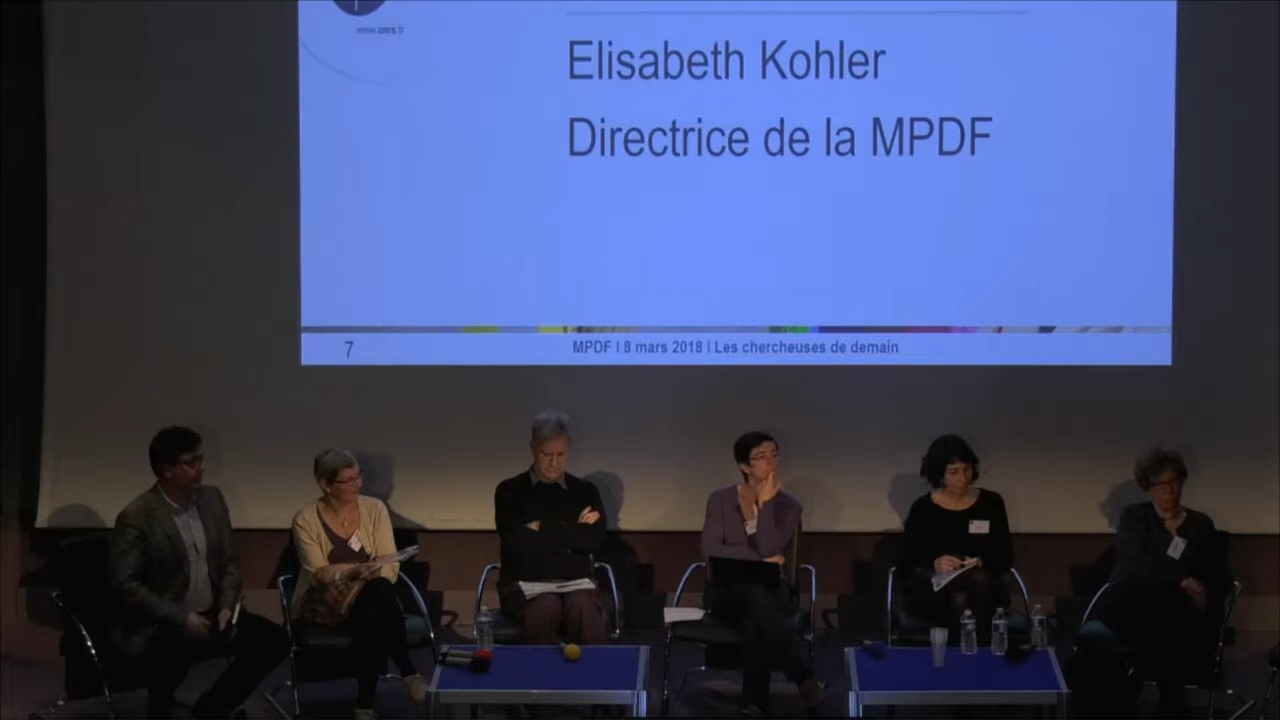 www.cnrs.fr
Elisabeth Kohler
Directrice de la MPDF
7
MPDF | 8 mars 2018 | Les chercheuses de demain